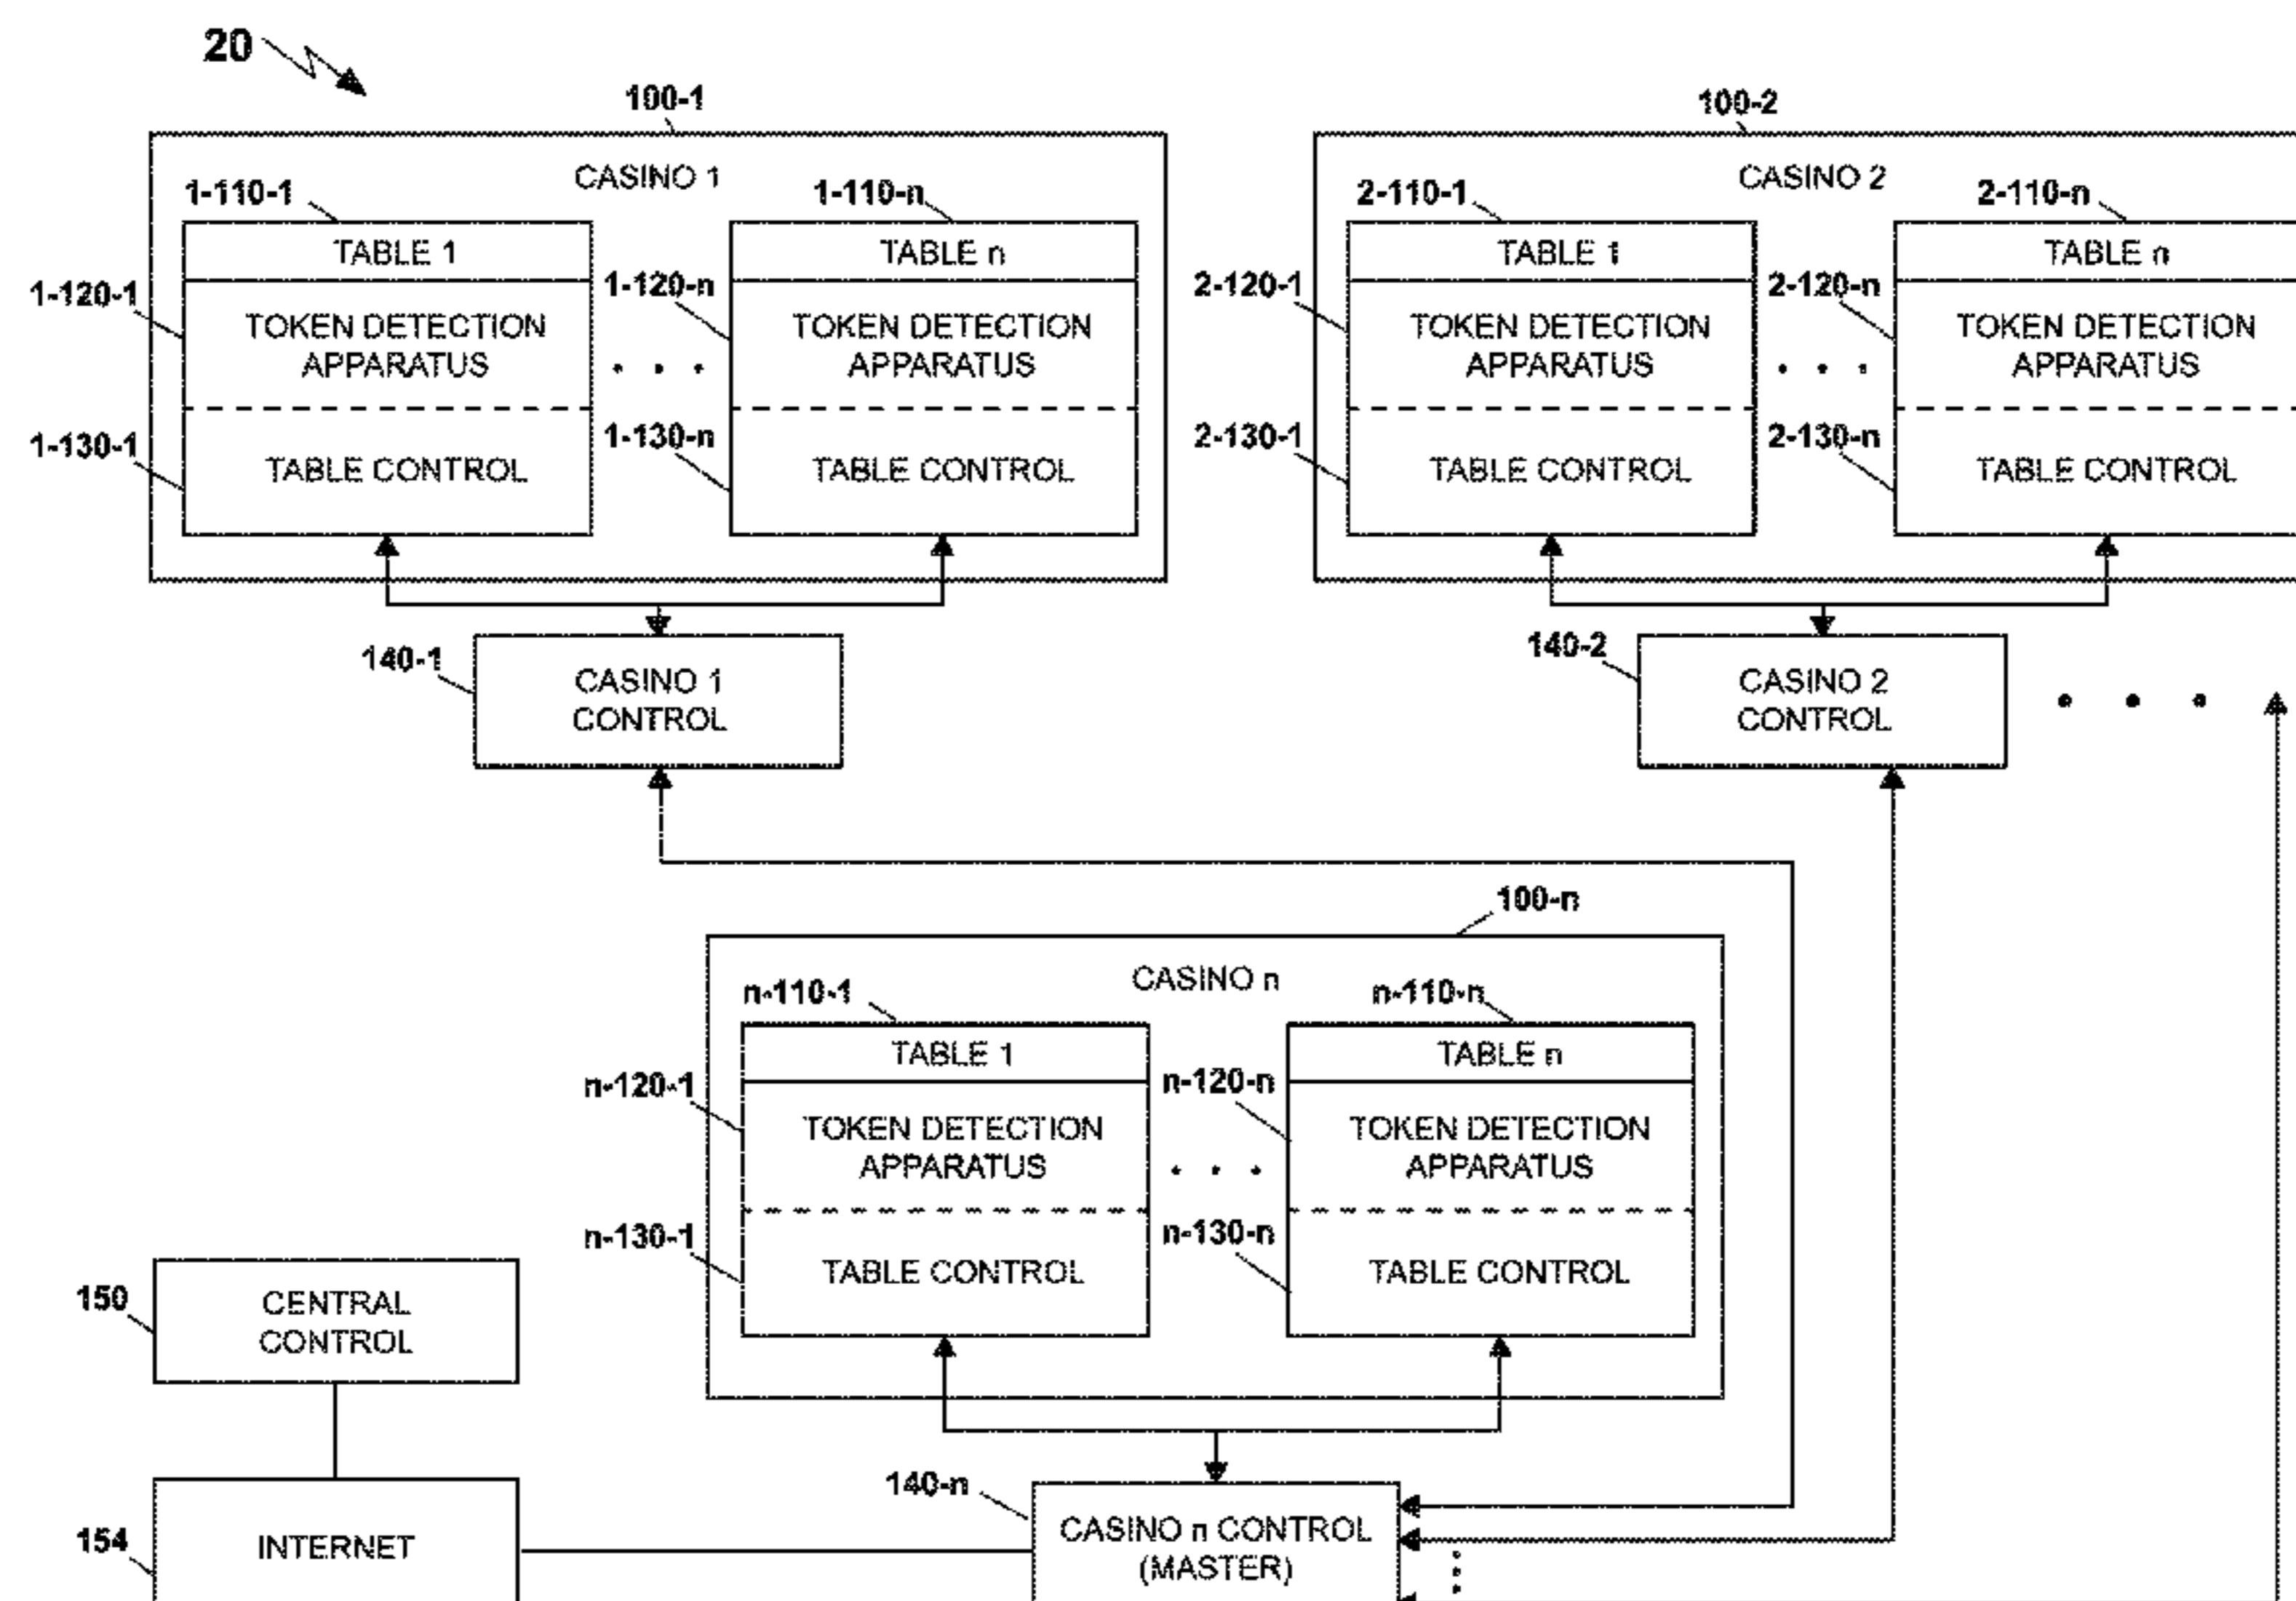 20
100-1
100-2
CASINO 1
CASINO 2
1-110-1
1-110-n
2-110-1
2-110-n
TABLE 1
TABLE n
TABLE 1
TABLE n
1-120-1
1-120-n
2-120-1
2-120-n
TOKEN DETECTION
APPARATUS
TOKEN DETECTION
APPARATUS
TOKEN DETECTION
APPARATUS
TOKEN DETECTION
APPARATUS
1-130-1
1-130-n
2-130-1
2-130-n
TABLE CONTROL
TABLE CONTROL
TABLE CONTROL
TABLE CONTROL
140-1
CASINO 1
CONTROL
140-2
CASINO 2
CONTROL
100-n
CASINO n
n-110-1
n-110-n
TABLE 1
TABLE n
n-120-1
n-120-n
TOKEN DETECTION
APPARATUS
TOKEN DETECTION
APPARATUS
n-130-1
n-130-n
TABLE CONTROL
TABLE CONTROL
150
CENTRAL
CONTROL
140-n
CASINO n CONTROL
(MASTER)
154
INTERNET